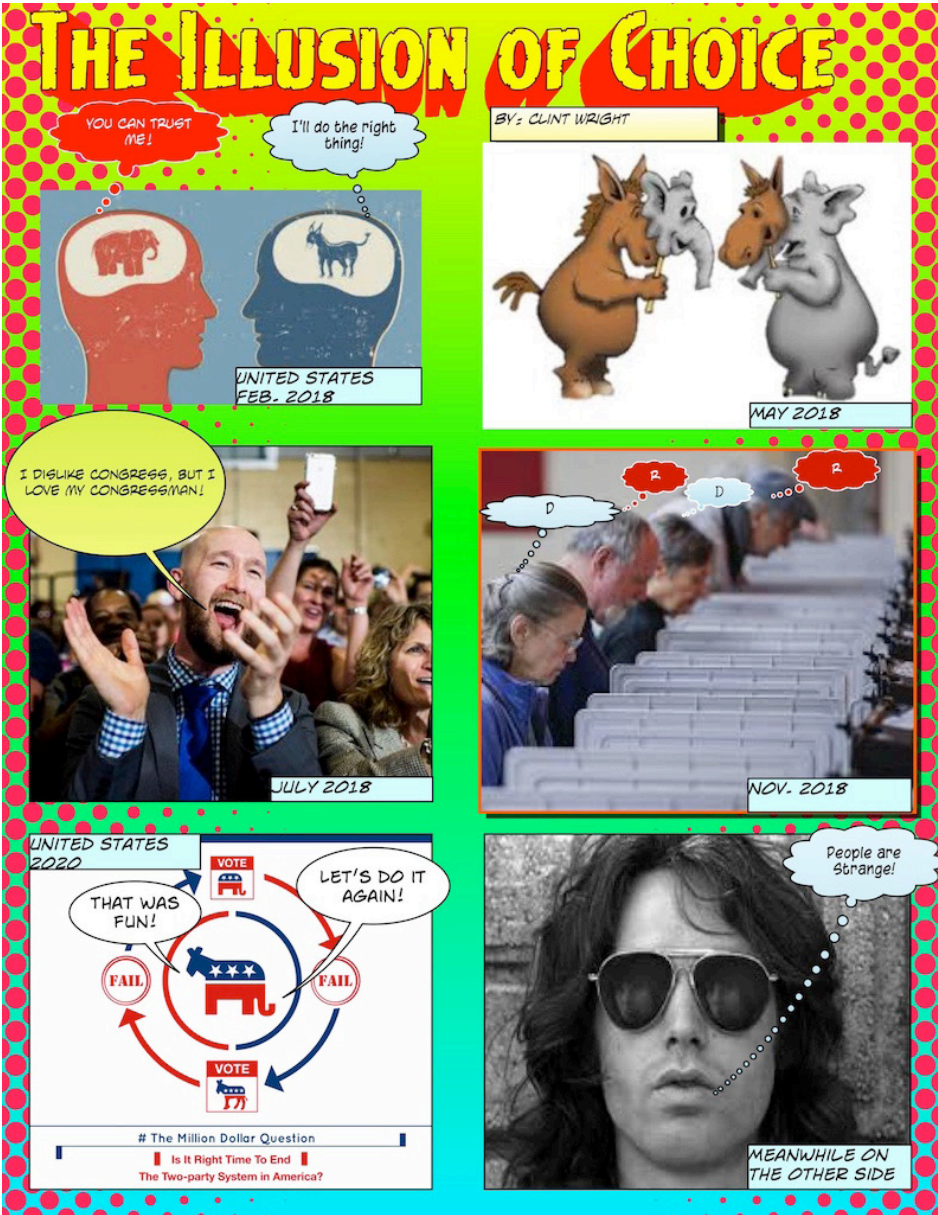 THE ILLUSION OF CHOICE
BY: CLINT WRIGHT
YOU CAN TRUST
ME!
I'll do the right
thing!
UNITED STATES
FEB. 2018
MAY 2018
I DISLIKE CONGRESS, BUT I
LOVE MY CONGRESSMAN!
JULY 2018
D
R
D
R
NOV. 2018
UNITED STATES
2020
VOTE
THAT WAS
FUN!
LET'S DO IT
AGAIN!
FAIL
FAIL
VOTE
# The Million Dollar Question
Is It Right Time To End
The Two-party System in America?
People are
Strange!
MEANWHILE ON
THE OTHER SIDE